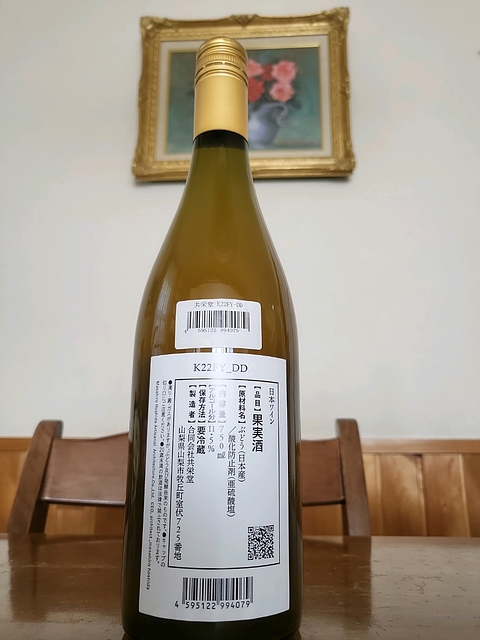 共栄堂 K22FY-DD
4 595122 994079
K22FY_DD
日本ワイン
【品目】果実酒
【原材料名】ぶどう(日本産)
/酸化防止剤(亜硫酸塩)
【内容量】750ml
【アルコール分】11.5%
【保存方法】要冷蔵
【製造者】合同会社共栄堂
山梨県山梨市牧丘町室伏725番地
4 595122 994079